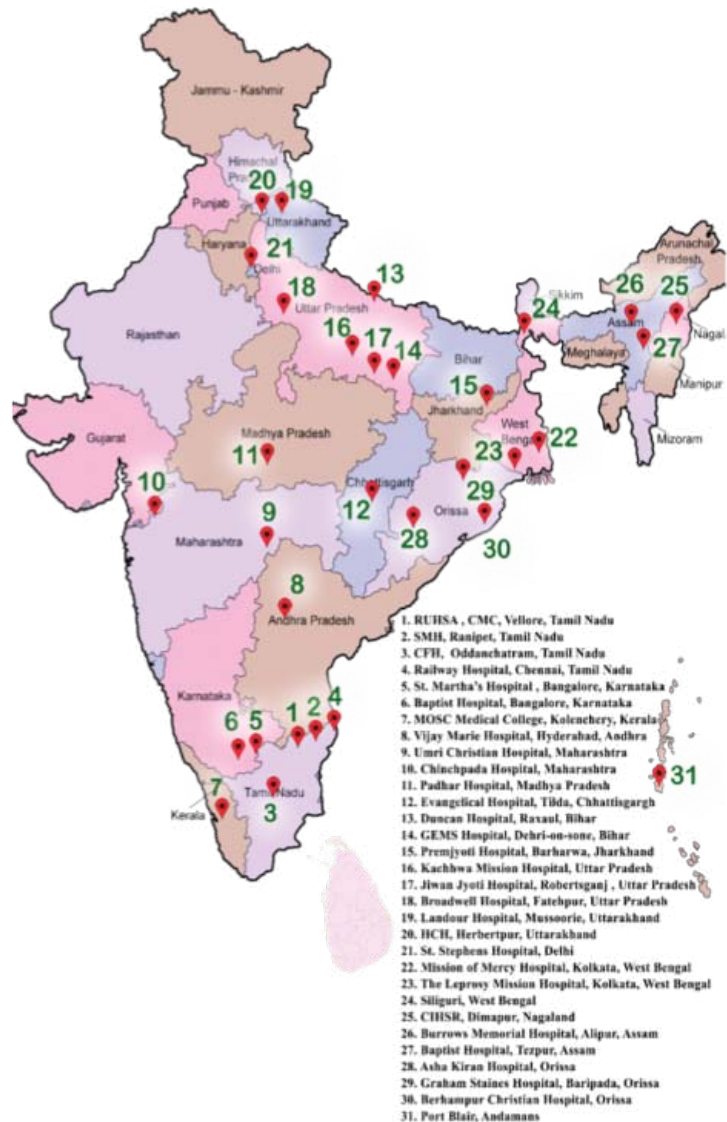 Jammu - Kashmir
Himachal
Pra
20
19
Punjab
Uttarakhand
Haryana
21
Delhi
Arunachal
Pradesh
13
18
26
25
Sikkim
24
Uttar Pradesh
Rajasthan
16
17
14
Assam
Nagal
Bihar
Meghalaya
27
Manipur
15
Jharkhand
Gujarat
Madhya Pradesh
West
Beng
22
Mizoram
11
23
Chhattisgarh
10
12
9
29
Orissa
28
30
Maharashtra
8
Andhra Pradesh
Karnataka
6
5
1
2
4
7
Tamil Nadu
Kerala
3
31
1. RUHSA , CMC, Vellore, Tamil Nadu
2. SMH, Ranipet, Tamil Nadu
3. CFH, Oddanchatram, Tamil Nadu
4. Railway Hospital, Chennai, Tamil Nadu
5. St. Martha's Hospital , Bangalore, Karnataka
6. Baptist Hospital, Bangalore, Karnataka
7. MOSC Medical College, Kolenchery, Kerala
8. Vijay Marie Hospital, Hyderabad, Andhra
9. Umri Christian Hospital, Maharashtra
10. Chinchpada Hospital, Maharashtra
11. Padhar Hospital, Madhya Pradesh
12. Evangelical Hospital, Tilda, Chhattisgargh
13. Duncan Hospital, Raxaul, Bihar
14. GEMS Hospital, Dehri-on-sone, Bihar
15. Premjyoti Hospital, Barharwa, Jharkhand
16. Kachhwa Mission Hospital, Uttar Pradesh
17. Jiwan Jyoti Hospital, Robertsganj , Uttar Pradesh
18. Broadwell Hospital, Fatehpur, Uttar Pradesh
19. Landour Hospital, Mussoorie, Uttarakhand
20. HCH, Herbertpur, Uttarakhand
21. St. Stephens Hospital, Delhi
22. Mission of Mercy Hospital, Kolkata, West Bengal
23. The Leprosy Mission Hospital, Kolkata, West Bengal
24. Siliguri, West Bengal
25. CIHSR, Dimapur, Nagaland
26. Burrows Memorial Hospital, Alipur, Assam
27. Baptist Hospital, Tezpur, Assam
28. Asha Kiran Hospital, Orissa
29. Graham Staines Hospital, Baripada, Orissa
30. Berhampur Christian Hospital, Orissa
31. Port Blair, Andamans